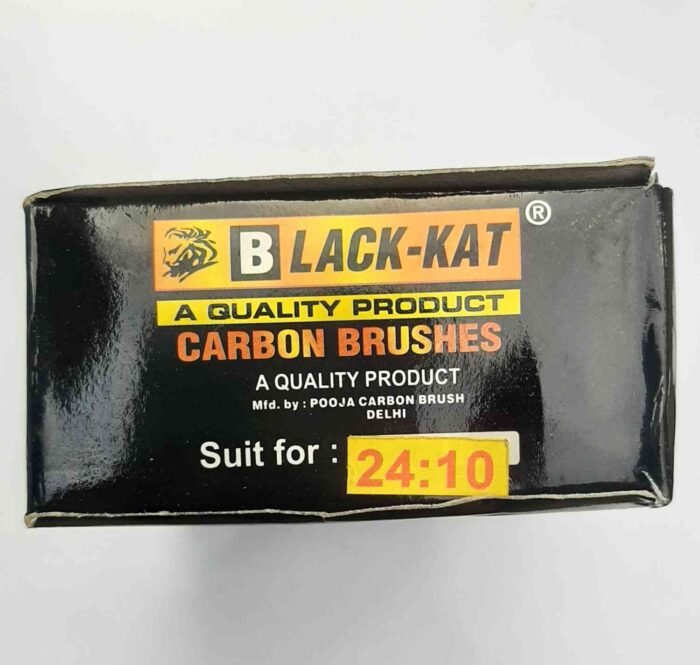 BLACK-KAT ®
A QUALITY PRODUCT
CARBON BRUSHES
A QUALITY PRODUCT
Mfd. by : POOJA CARBON BRUSH
DELHI
Suit for : 24:10